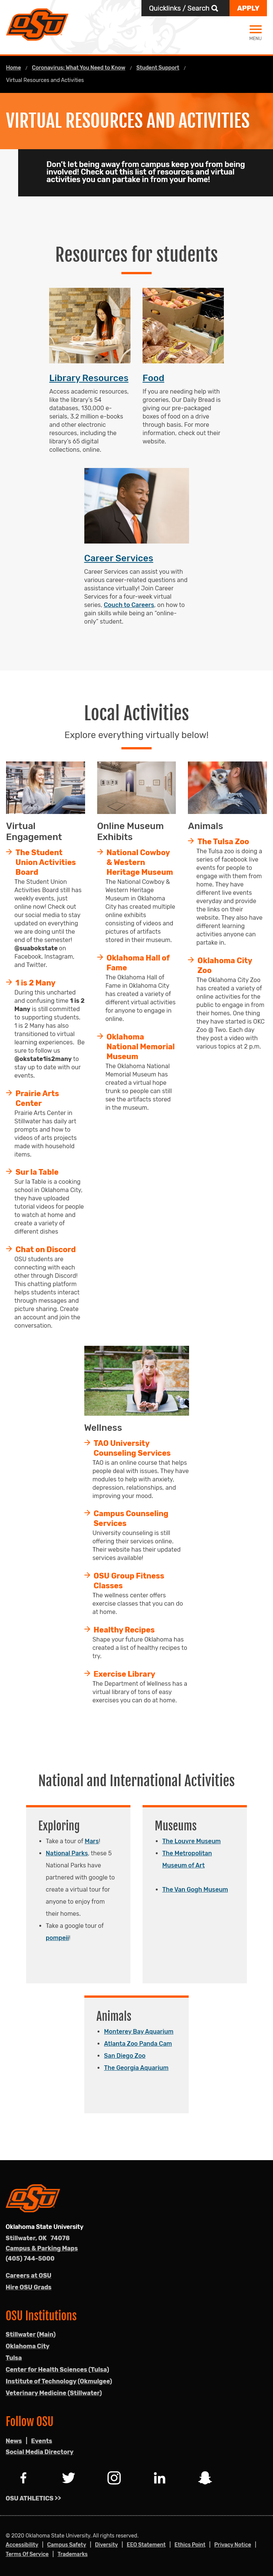 Quicklinks / Search
APPLY
OSU
MENU
Home / Coronavirus: What You Need to Know / Student Support /
Virtual Resources and Activities
VIRTUAL RESOURCES AND ACTIVITIES
Don't let being away from campus keep you from being
involved! Check out this list of resources and virtual
activities you can partake in from your home!
Resources for students
Library Resources
Access academic resources,
like the library's 54
databases, 130,000 e-
serials, 3.2 million e-books
and other electronic
resources, including the
library's 65 digital
collections, online.
Food
If you are needing help with
groceries, Our Daily Bread is
giving our pre-packaged
boxes of food on a drive
through basis. For more
information, check out their
website.
Career Services
Career Services can assist you with
various career-related questions and
assistance virtually! Join Career
Services for a four-week virtual
series, Couch to Careers, on how to
gain skills while being an "online-
only" student.
Local Activities
Explore everything virtually below!
Virtual
Engagement
The Student
Union Activities
Board
The Student Union
Activities Board still has
weekly events, just
online now! Check out
our social media to stay
updated on everything
we are doing until the
end of the semester!
@suabokstate on
Facebook, Instagram,
and Twitter.
1 is 2 Many
During this uncharted
and confusing time 1 is 2
Many is still committed
to supporting students.
1 is 2 Many has also
transitioned into virtual
learning experiences. Be
sure to follow us
@okstate1is2many to
stay up to date with our
events.
Prairie Arts
Center
Prairie Arts Center in
Stillwater has daily art
prompts and how to
videos of arts projects
made with household
items.
Sur la Table
Sur la Table is a cooking
school in Oklahoma City,
they have uploaded
tutorial videos for people
to watch at home and
create a variety of
different dishes
Chat on Discord
OSU students are
connecting with each
other through Discord!
This chatting platform
helps students interact
through messages and
picture sharing. Create
an account and join the
conversation.
Online Museum
Exhibits
National Cowboy
& Western
Heritage Museum
The National Cowboy &
Western Heritage
Museum in Oklahoma
City has created multiple
online exhibits
consisting of videos and
pictures of artifacts
stored in their museum.
Oklahoma Hall of
Fame
The Oklahoma Hall of
Fame in Oklahoma City
has created a variety of
different virtual activities
for anyone to engage in
online.
Oklahoma
National Memorial
Museum
The Oklahoma National
Memorial Museum has
created a virtual hope
trunk so people can still
see the artifacts stored
in the museum.
Animals
The Tulsa Zoo
The Tulsa zoo is doing a
series of facebook live
events for people to
engage with them from
home. They have
different live events
everyday and provide
the links on their
website. They also have
different learning
activities anyone can
partake in.
Oklahoma City
Zoo
The Oklahoma City Zoo
has created a variety of
online activities for the
public to engage in from
their homes. One thing
they have started is OKC
Zoo @ Two. Each day
they post a video with
various topics at 2 p.m.
Wellness
TAO University
Counseling Services
TAO is an online course that helps
people deal with issues. They have
modules to help with anxiety,
depression, relationships, and
improving your mood.
Campus Counseling
Services
University counseling is still
offering their services online.
Their website has their updated
services available!
OSU Group Fitness
Classes
The wellness center offers
exercise classes that you can do
at home.
Healthy Recipes
Shape your future Oklahoma has
created a list of healthy recipes to
try.
Exercise Library
The Department of Wellness has a
virtual library of tons of easy
exercises you can do at home.
National and International Activities
Exploring
Take a tour of Mars!
National Parks, these 5
National Parks have
partnered with google to
create a virtual tour for
anyone to enjoy from
their homes.
Take a google tour of
pompeii!
Museums
The Louvre Museum
The Metropolitan
Museum of Art
The Van Gogh Museum
Animals
Monterey Bay Aquarium
Atlanta Zoo Panda Cam
San Diego Zoo
The Georgia Aquarium
OSU
Oklahoma State University
Stillwater, OK 74078
Campus & Parking Maps
(405) 744-5000
Careers at OSU
Hire OSU Grads
OSU Institutions
Stillwater (Main)
Oklahoma City
Tulsa
Center for Health Sciences (Tulsa)
Institute of Technology (Okmulgee)
Veterinary Medicine (Stillwater)
Follow OSU
News | Events
Social Media Directory
OSU ATHLETICS >>
© 2020 Oklahoma State University. All rights reserved.
Accessibility | Campus Safety | Diversity | EEO Statement | Ethics Point | Privacy Notice |
Terms Of Service | Trademarks